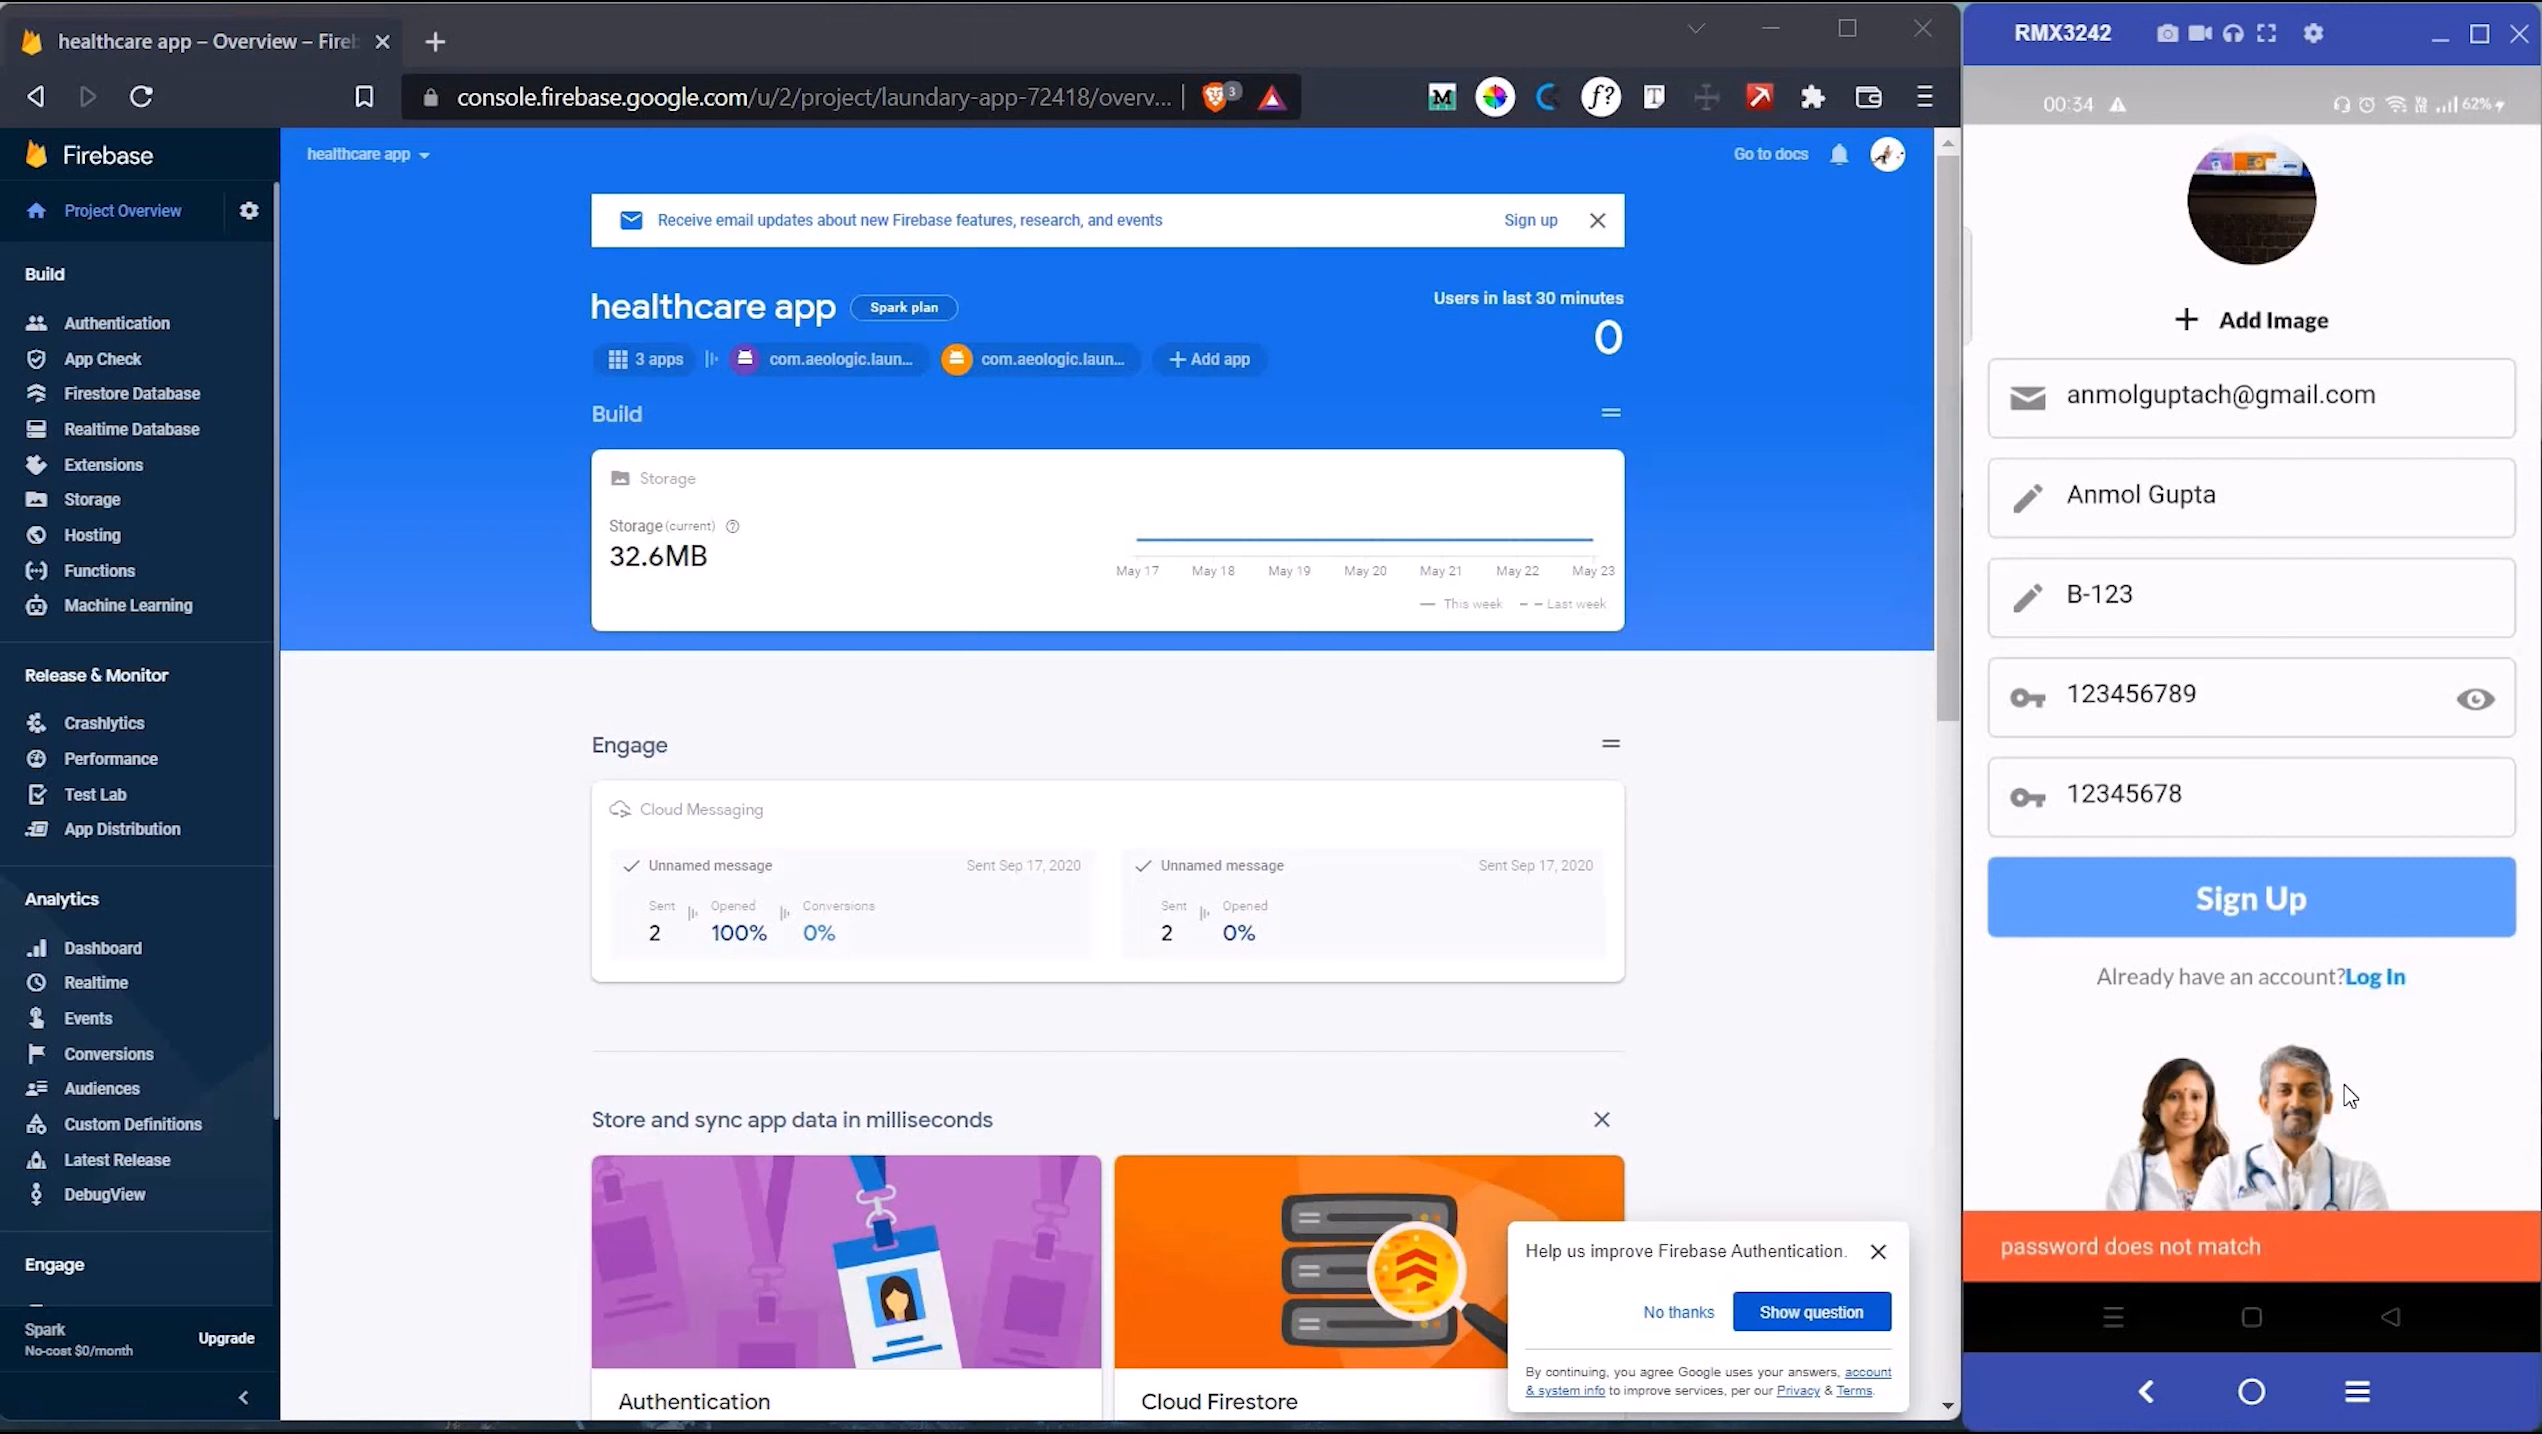 healthcare app – Overview – Fire
console.firebase.google.com/u/2/project/laundary-app-72418/overv...
3
M
f?
T
Firebase
Project Overview
Build
Authentication
App Check
Firestore Database
Realtime Database
Extensions
Storage
Hosting
Functions
Machine Learning
Release & Monitor
Crashlytics
Performance
Test Lab
App Distribution
Analytics
Dashboard
Realtime
Events
Conversions
Audiences
Custom Definitions
Latest Release
DebugView
Engage
Spark
No-cost $0/month
Upgrade
healthcare app
Go to docs
Receive email updates about new Firebase features, research, and events
Sign up
healthcare app
Spark plan
Users in last 30 minutes
0
3 apps
com.aeologic.laun...
com.aeologic.laun...
+ Add app
Build
Storage
Storage (current)
32.6MB
May 17 May 18 May 19 May 20 May 21 May 22 May 23
This week Last week
Engage
Cloud Messaging
Unnamed message Sent Sep 17, 2020
Sent Opened Conversions
2 100% 0%
Unnamed message Sent Sep 17, 2020
Sent Opened
2 0%
Store and sync app data in milliseconds
Authentication
Cloud Firestore
Help us improve Firebase Authentication.
No thanks
Show question
By continuing, you agree Google uses your answers, account
& system info to improve services, per our Privacy & Terms.
RMX3242
00:34
62%
+ Add Image
anmolguptach@gmail.com
Anmol Gupta
B-123
123456789
12345678
Sign Up
Already have an account?Log In
password does not match